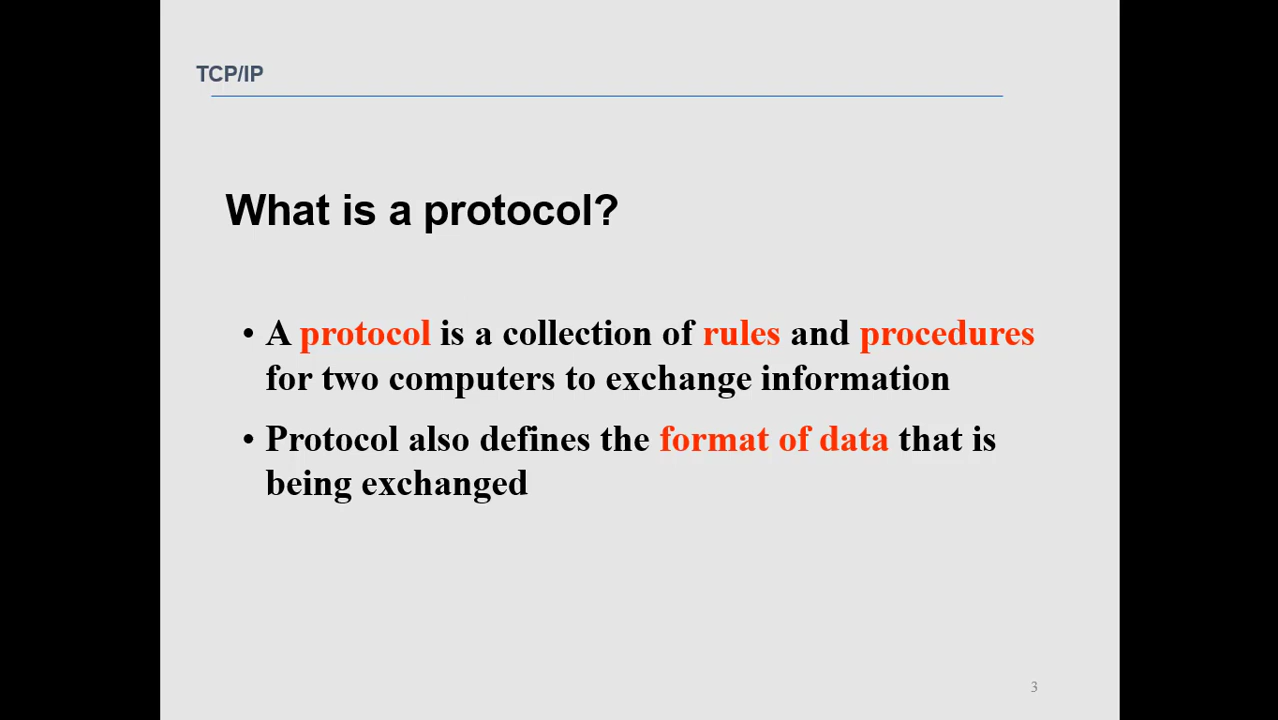 TCP/IP
What is a protocol?
• A protocol is a collection of rules and procedures
for two computers to exchange information
• Protocol also defines the format of data that is
being exchanged
3